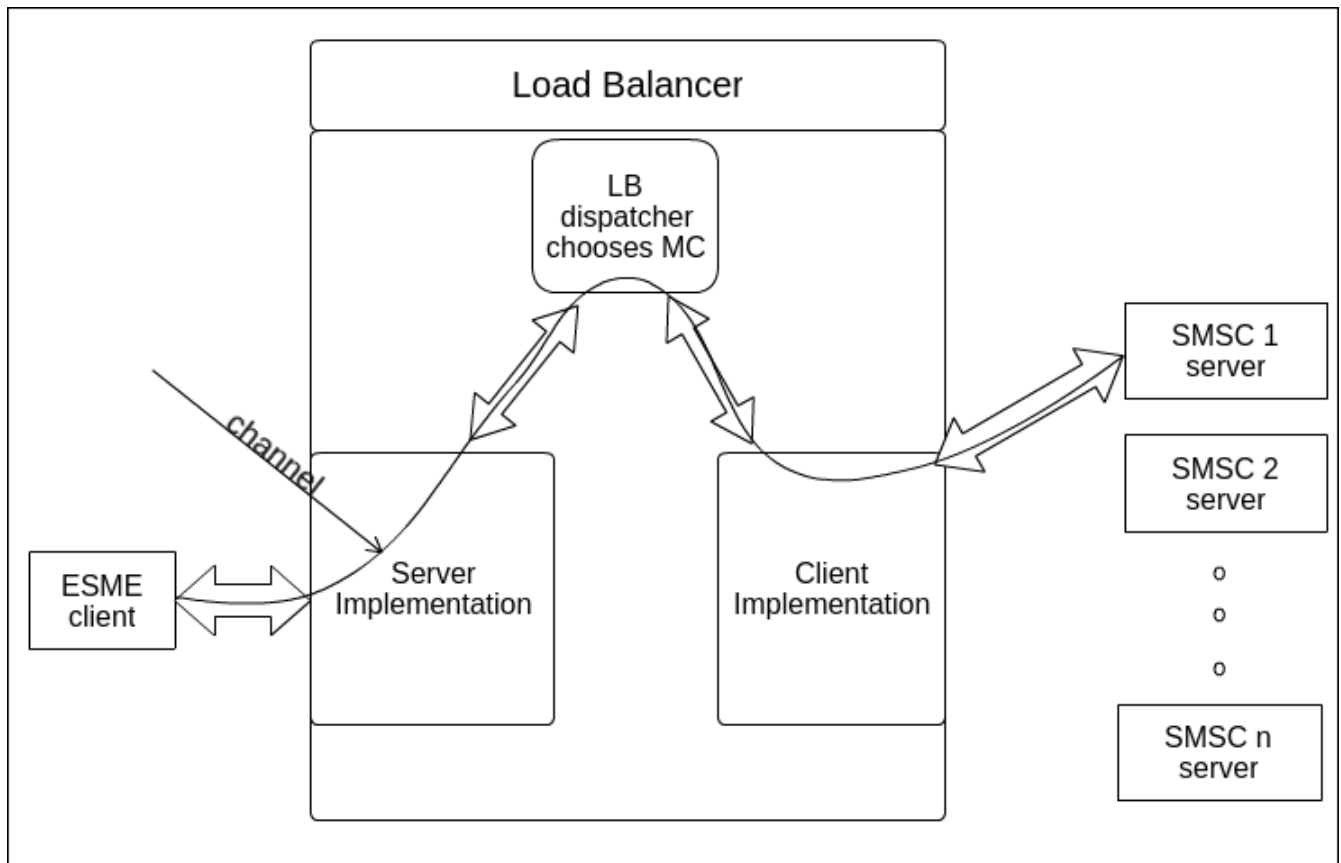 Load Balancer
LB
dispatcher
chooses MC
channel
ESME
client
Server
Implementation
Client
Implementation
SMSC 1
server
SMSC 2
server
o
o
o
SMSC n
server